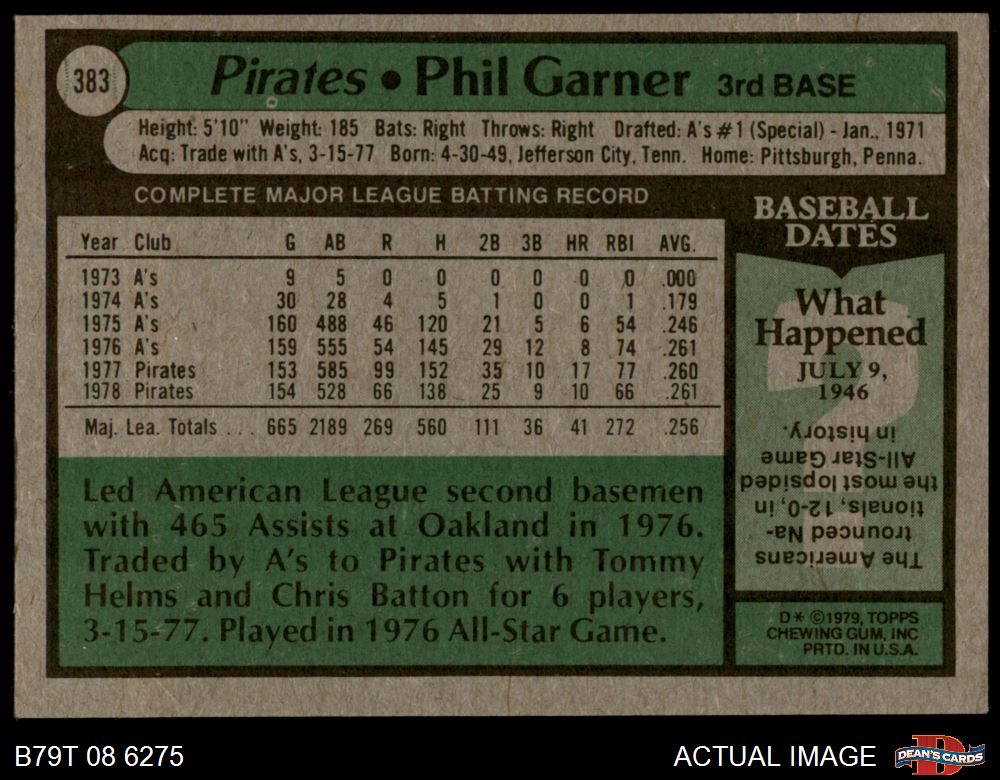 383
Pirates • Phil Garner 3rd BASE
Height: 5'10" Weight: 185 Bats: Right Throws: Right Drafted: A's #1 (Special) - Jan., 1971
Acq: Trade with A's, 3-15-77 Born: 4-30-49, Jefferson City, Tenn. Home: Pittsburgh, Penna.
COMPLETE MAJOR LEAGUE BATTING RECORD
Year Club G AB R H 2B 3B HR RBI AVG.
1973 A's 9 5 0 0 0 0 0 0 .000
1974 A's 30 28 4 5 1 0 0 1 .179
1975 A's 160 488 46 120 21 5 6 54 .246
1976 A's 159 555 54 145 29 12 8 74 .261
1977 Pirates 153 585 99 152 35 10 17 77 .260
1978 Pirates 154 528 66 138 25 9 10 66 .261
Maj. Lea. Totals . . . 665 2189 269 560 111 36 41 272 .256
Led American League second basemen
with 465 Assists at Oakland in 1976.
Traded by A's to Pirates with Tommy
Helms and Chris Batton for 6 players,
3-15-77. Played in 1976 All-Star Game.
BASEBALL
DATES
What
Happened
JULY 9,
1946
The Americans
trounced Na-
tionals, 12-0, in
the most lopsided
All-Star Game
in history.
D* ©1979, TOPPS
CHEWING GUM, INC
PRTD. IN U.S.A.
B79T 08 6275
ACTUAL IMAGE
D
DEAN'S CARDS